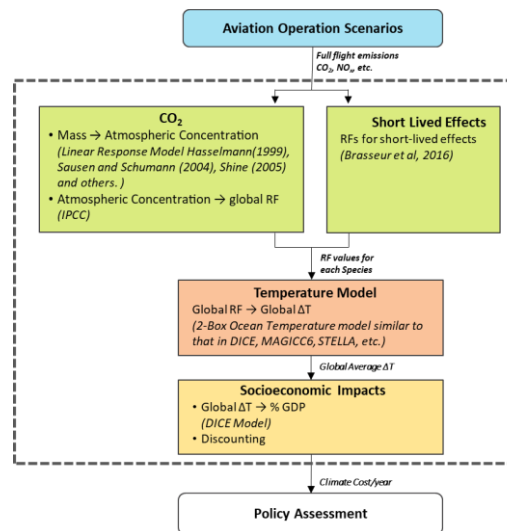 Aviation Operation Scenarios
Full flight emissions
CO₂, NOₓ, etc.
CO₂
• Mass → Atmospheric Concentration
(Linear Response Model Hasselmann(1999),
Sausen and Schumann (2004), Shine (2005)
and others. )
• Atmospheric Concentration → global RF
(IPCC)
Short Lived Effects
RFs for short-lived effects
(Brasseur et al, 2016)
RF values for
each Species
Temperature Model
Global RF → Global ΔT
(2-Box Ocean Temperature model similar to
that in DICE, MAGICC6, STELLA, etc.)
Global Average ΔT
Socioeconomic Impacts
• Global ΔT → % GDP
(DICE Model)
• Discounting
Climate Cost/year
Policy Assessment